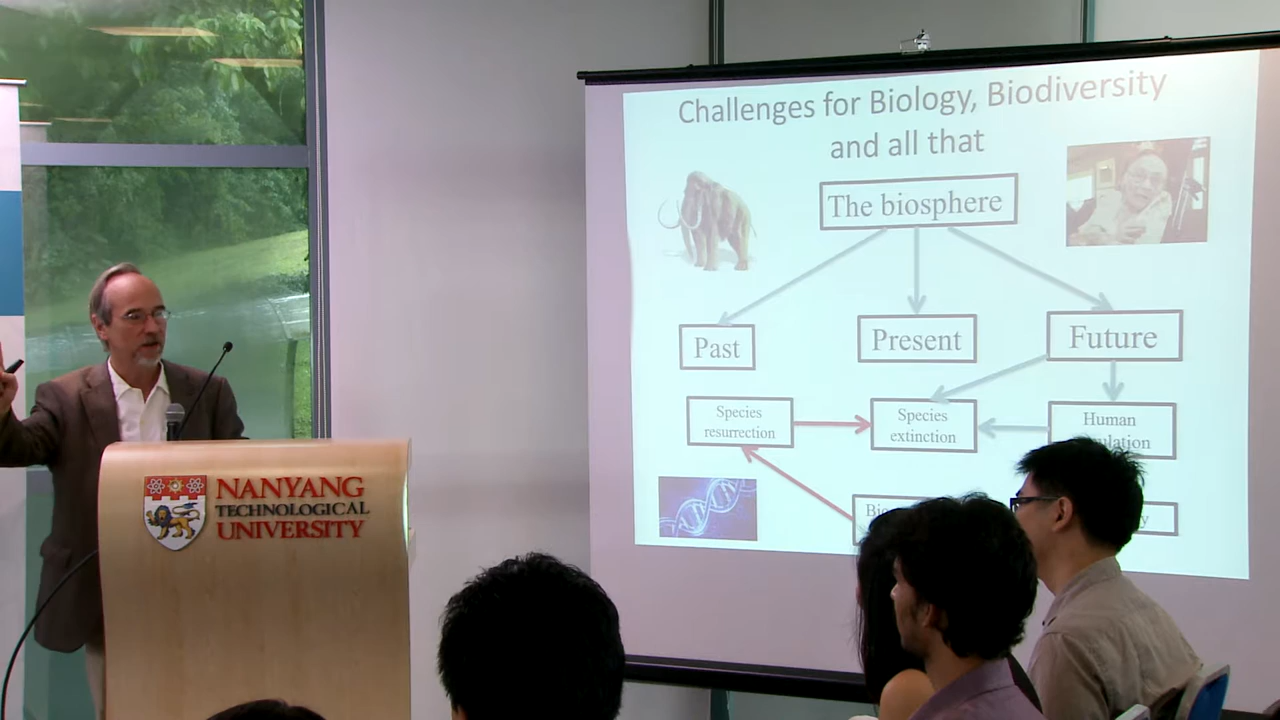 Challenges for Biology, Biodiversity
and all that
The biosphere
Past
Present
Future
Species
resurrection
Species
extinction
Human
NANYANG
TECHNOLOGICAL
UNIVERSITY